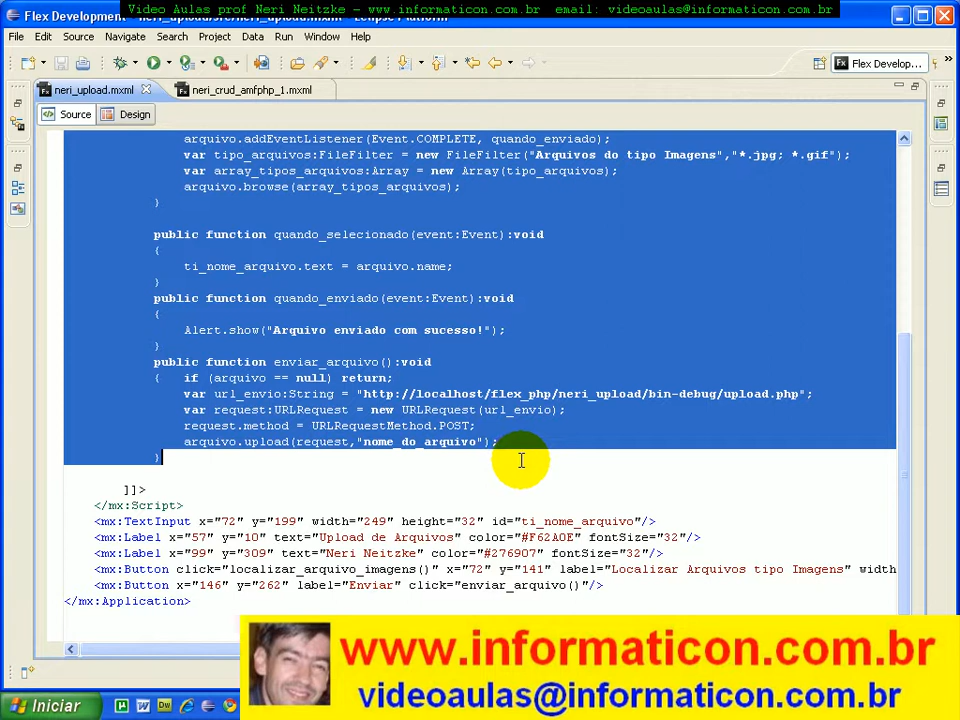 Video Aulas prof Neri Neitzke – www.informaticon.com.br email: videoaulas@informaticon.com.br
Flex Development - neri_upload/src/neri_upload.mxml - Eclipse Platform
File Edit Source Navigate Search Project Data Run Window Help
Flex Develop... »
neri_upload.mxml neri_crud_amfphp_1.mxml
Source Design
arquivo.addEventListener(Event.COMPLETE, quando_enviado);
var tipo_arquivos:FileFilter = new FileFilter("Arquivos do tipo Imagens","*.jpg; *.gif");
var array_tipos_arquivos:Array = new Array(tipo_arquivos);
arquivo.browse(array_tipos_arquivos);
}
public function quando_selecionado(event:Event):void
{
ti_nome_arquivo.text = arquivo.name;
}
public function quando_enviado(event:Event):void
{
Alert.show("Arquivo enviado com sucesso!");
}
public function enviar_arquivo():void
{ if (arquivo == null) return;
var url_envio:String = "http://localhost/flex_php/neri_upload/bin-debug/upload.php";
var request:URLRequest = new URLRequest(url_envio);
request.method = URLRequestMethod.POST;
arquivo.upload(request,"nome_do_arquivo");
}
]]>
</mx:Script>
<mx:TextInput x="72" y="199" width="249" height="32" id="ti_nome_arquivo"/>
<mx:Label x="57" y="10" text="Upload de Arquivos" color="#F62A0E" fontSize="32"/>
<mx:Label x="99" y="309" text="Neri Neitzke" color="#276907" fontSize="32"/>
<mx:Button click="localizar_arquivo_imagens()" x="72" y="141" label="Localizar Arquivos tipo Imagens" width
<mx:Button x="146" y="262" label="Enviar" click="enviar_arquivo()"/>
</mx:Application>
www.informaticon.com.br
videoaulas@informaticon.com.br
Iniciar